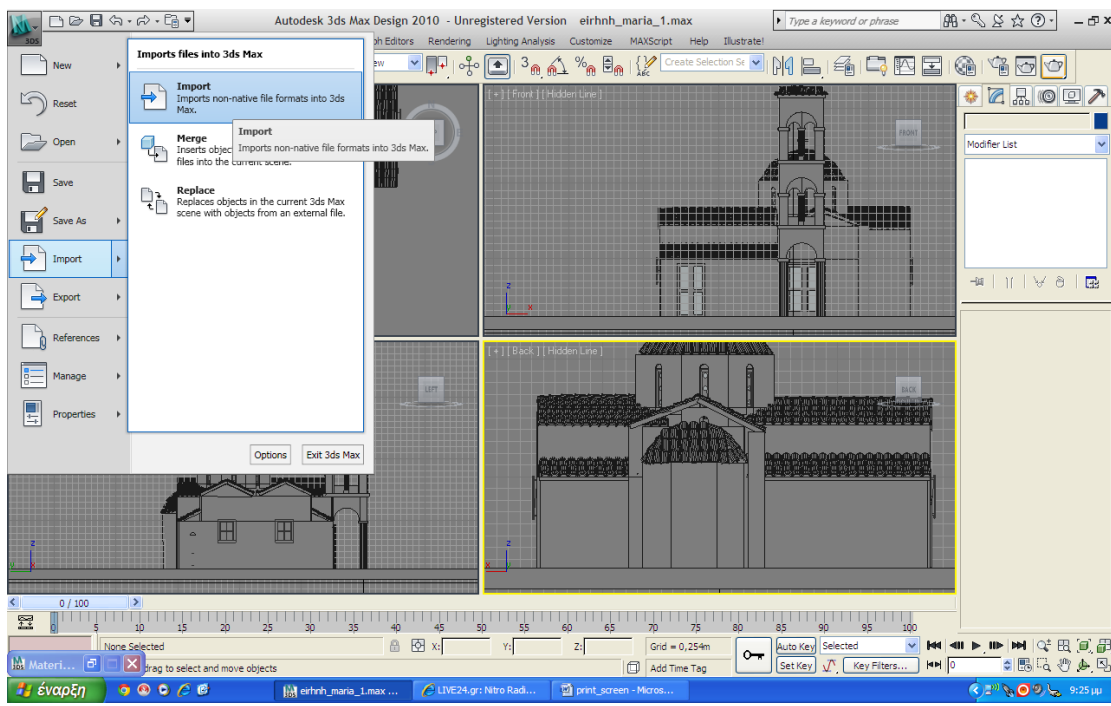 Autodesk 3ds Max Design 2010 - Unregistered Version eirhnh_maria_1.max
Type a keyword or phrase
3DS
ph Editors Rendering Lighting Analysis Customize MAXScript Help Illustrate!
ew
3
%
ABC
Create Selection Se
New
Reset
Open
Save
Save As
Import
Export
References
Manage
Properties
Imports files into 3ds Max
Import
Imports non-native file formats into 3ds
Max.
Import
Imports non-native file formats into 3ds Max.
Merge
Inserts objec
files into the current scene.
Replace
Replaces objects in the current 3ds Max
scene with objects from an external file.
Options
Exit 3ds Max
[ + ] [ Front ] [ Hidden Line ]
FRONT
z
x
[ + ] [ Back ] [ Hidden Line ]
BACK
z
x
LEFT
z
y
Modifier List
0 / 100
0 5 10 15 20 25 30 35 40 45 50 55 60 65 70 75 80 85 90 95 100
None Selected
X:
Y:
Z:
Grid = 0,254m
Auto Key
Selected
Materi...
drag to select and move objects
Add Time Tag
Set Key
Key Filters...
0
έναρξη
eirhnh_maria_1.max ...
LIVE24.gr: Nitro Radi...
print_screen - Micros...
9:25 μμ